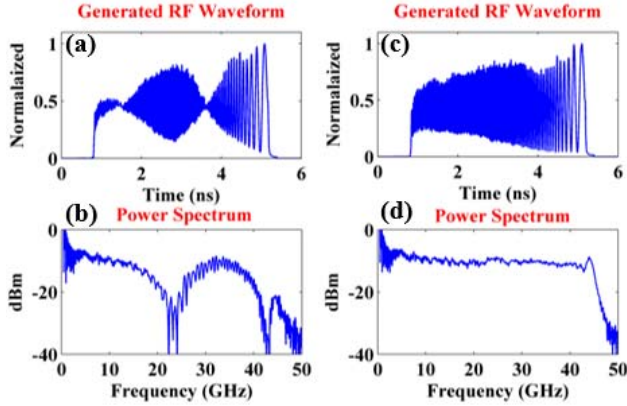 Generated RF Waveform
(a)
Normalaized
1
0.5
0
0 2 4 6
Time (ns)
Generated RF Waveform
(c)
Normalaized
1
0.5
0
0 2 4 6
Time (ns)
(b)
Power Spectrum
dBm
0
-20
-40
0 10 20 30 40 50
Frequency (GHz)
(d)
Power Spectrum
dBm
0
-20
-40
0 10 20 30 40 50
Frequency (GHz)